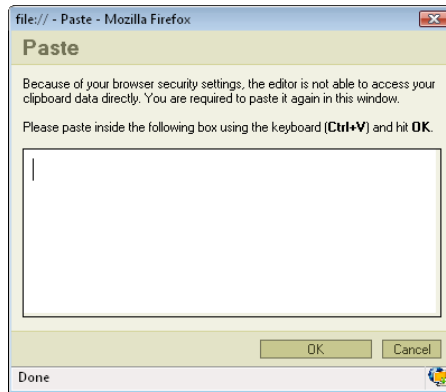 file:// - Paste - Mozilla Firefox
Paste
Because of your browser security settings, the editor is not able to access your
clipboard data directly. You are required to paste it again in this window.
Please paste inside the following box using the keyboard (Ctrl+V) and hit OK.
OK Cancel
Done